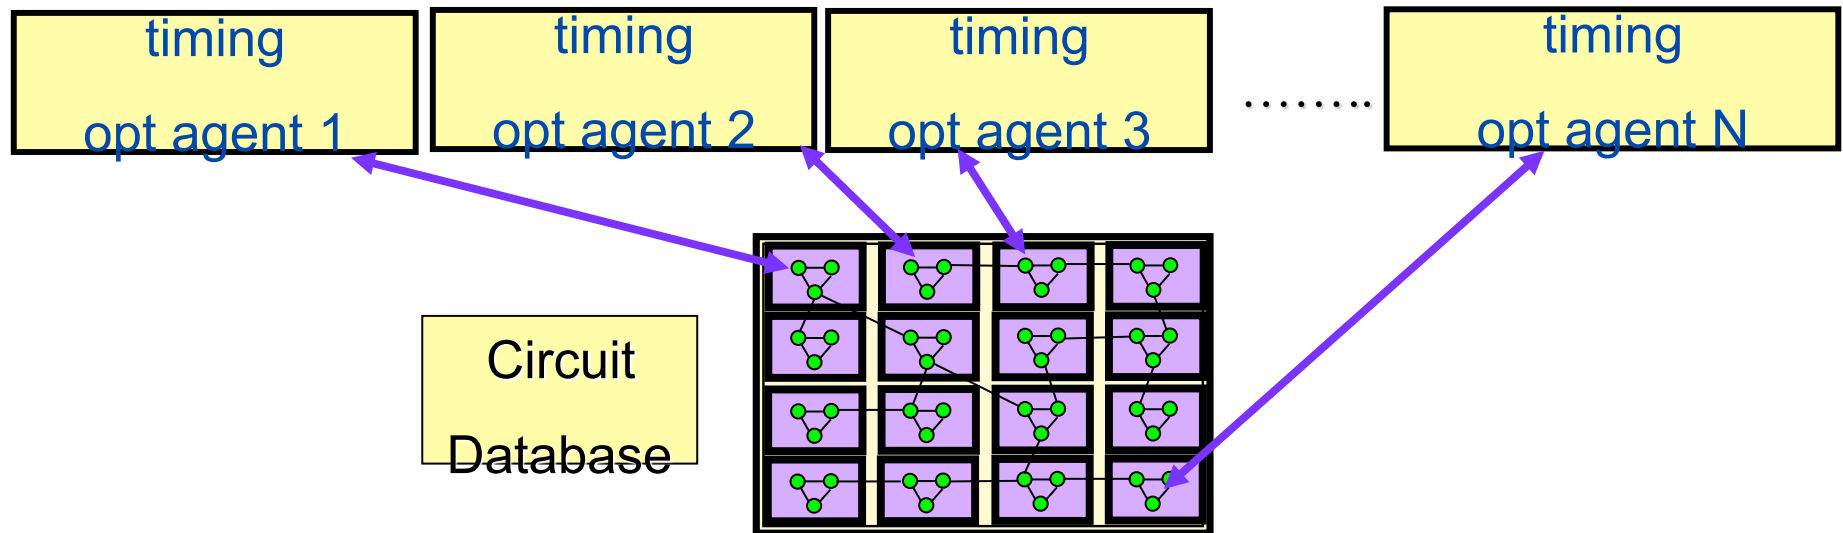 timing
opt agent 1
timing
opt agent 2
timing
opt agent 3
………
timing
opt agent N
Circuit
Database